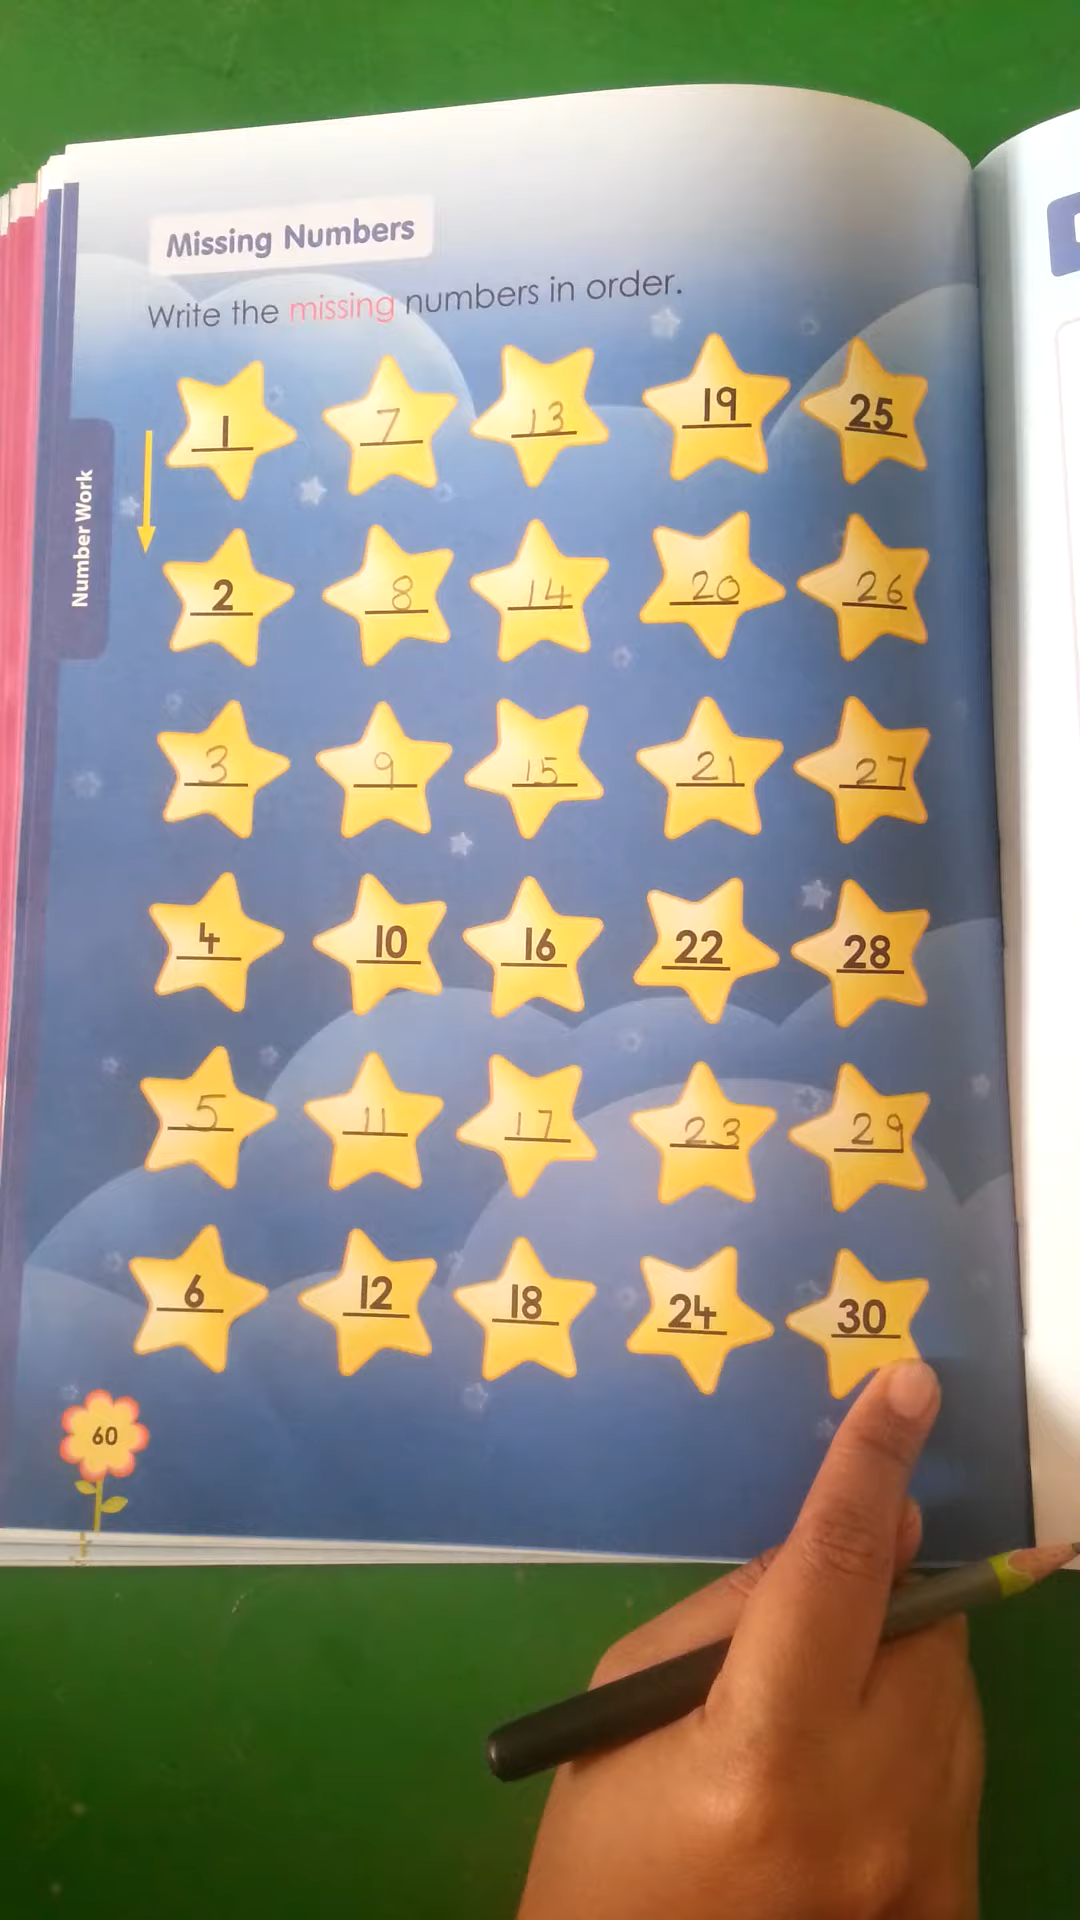 Missing Numbers
Write the missing numbers in order.
Number Work
1 7 13 19 25
2 8 14 20 26
3 9 15 21 27
4 10 16 22 28
5 11 17 23 29
6 12 18 24 30
60